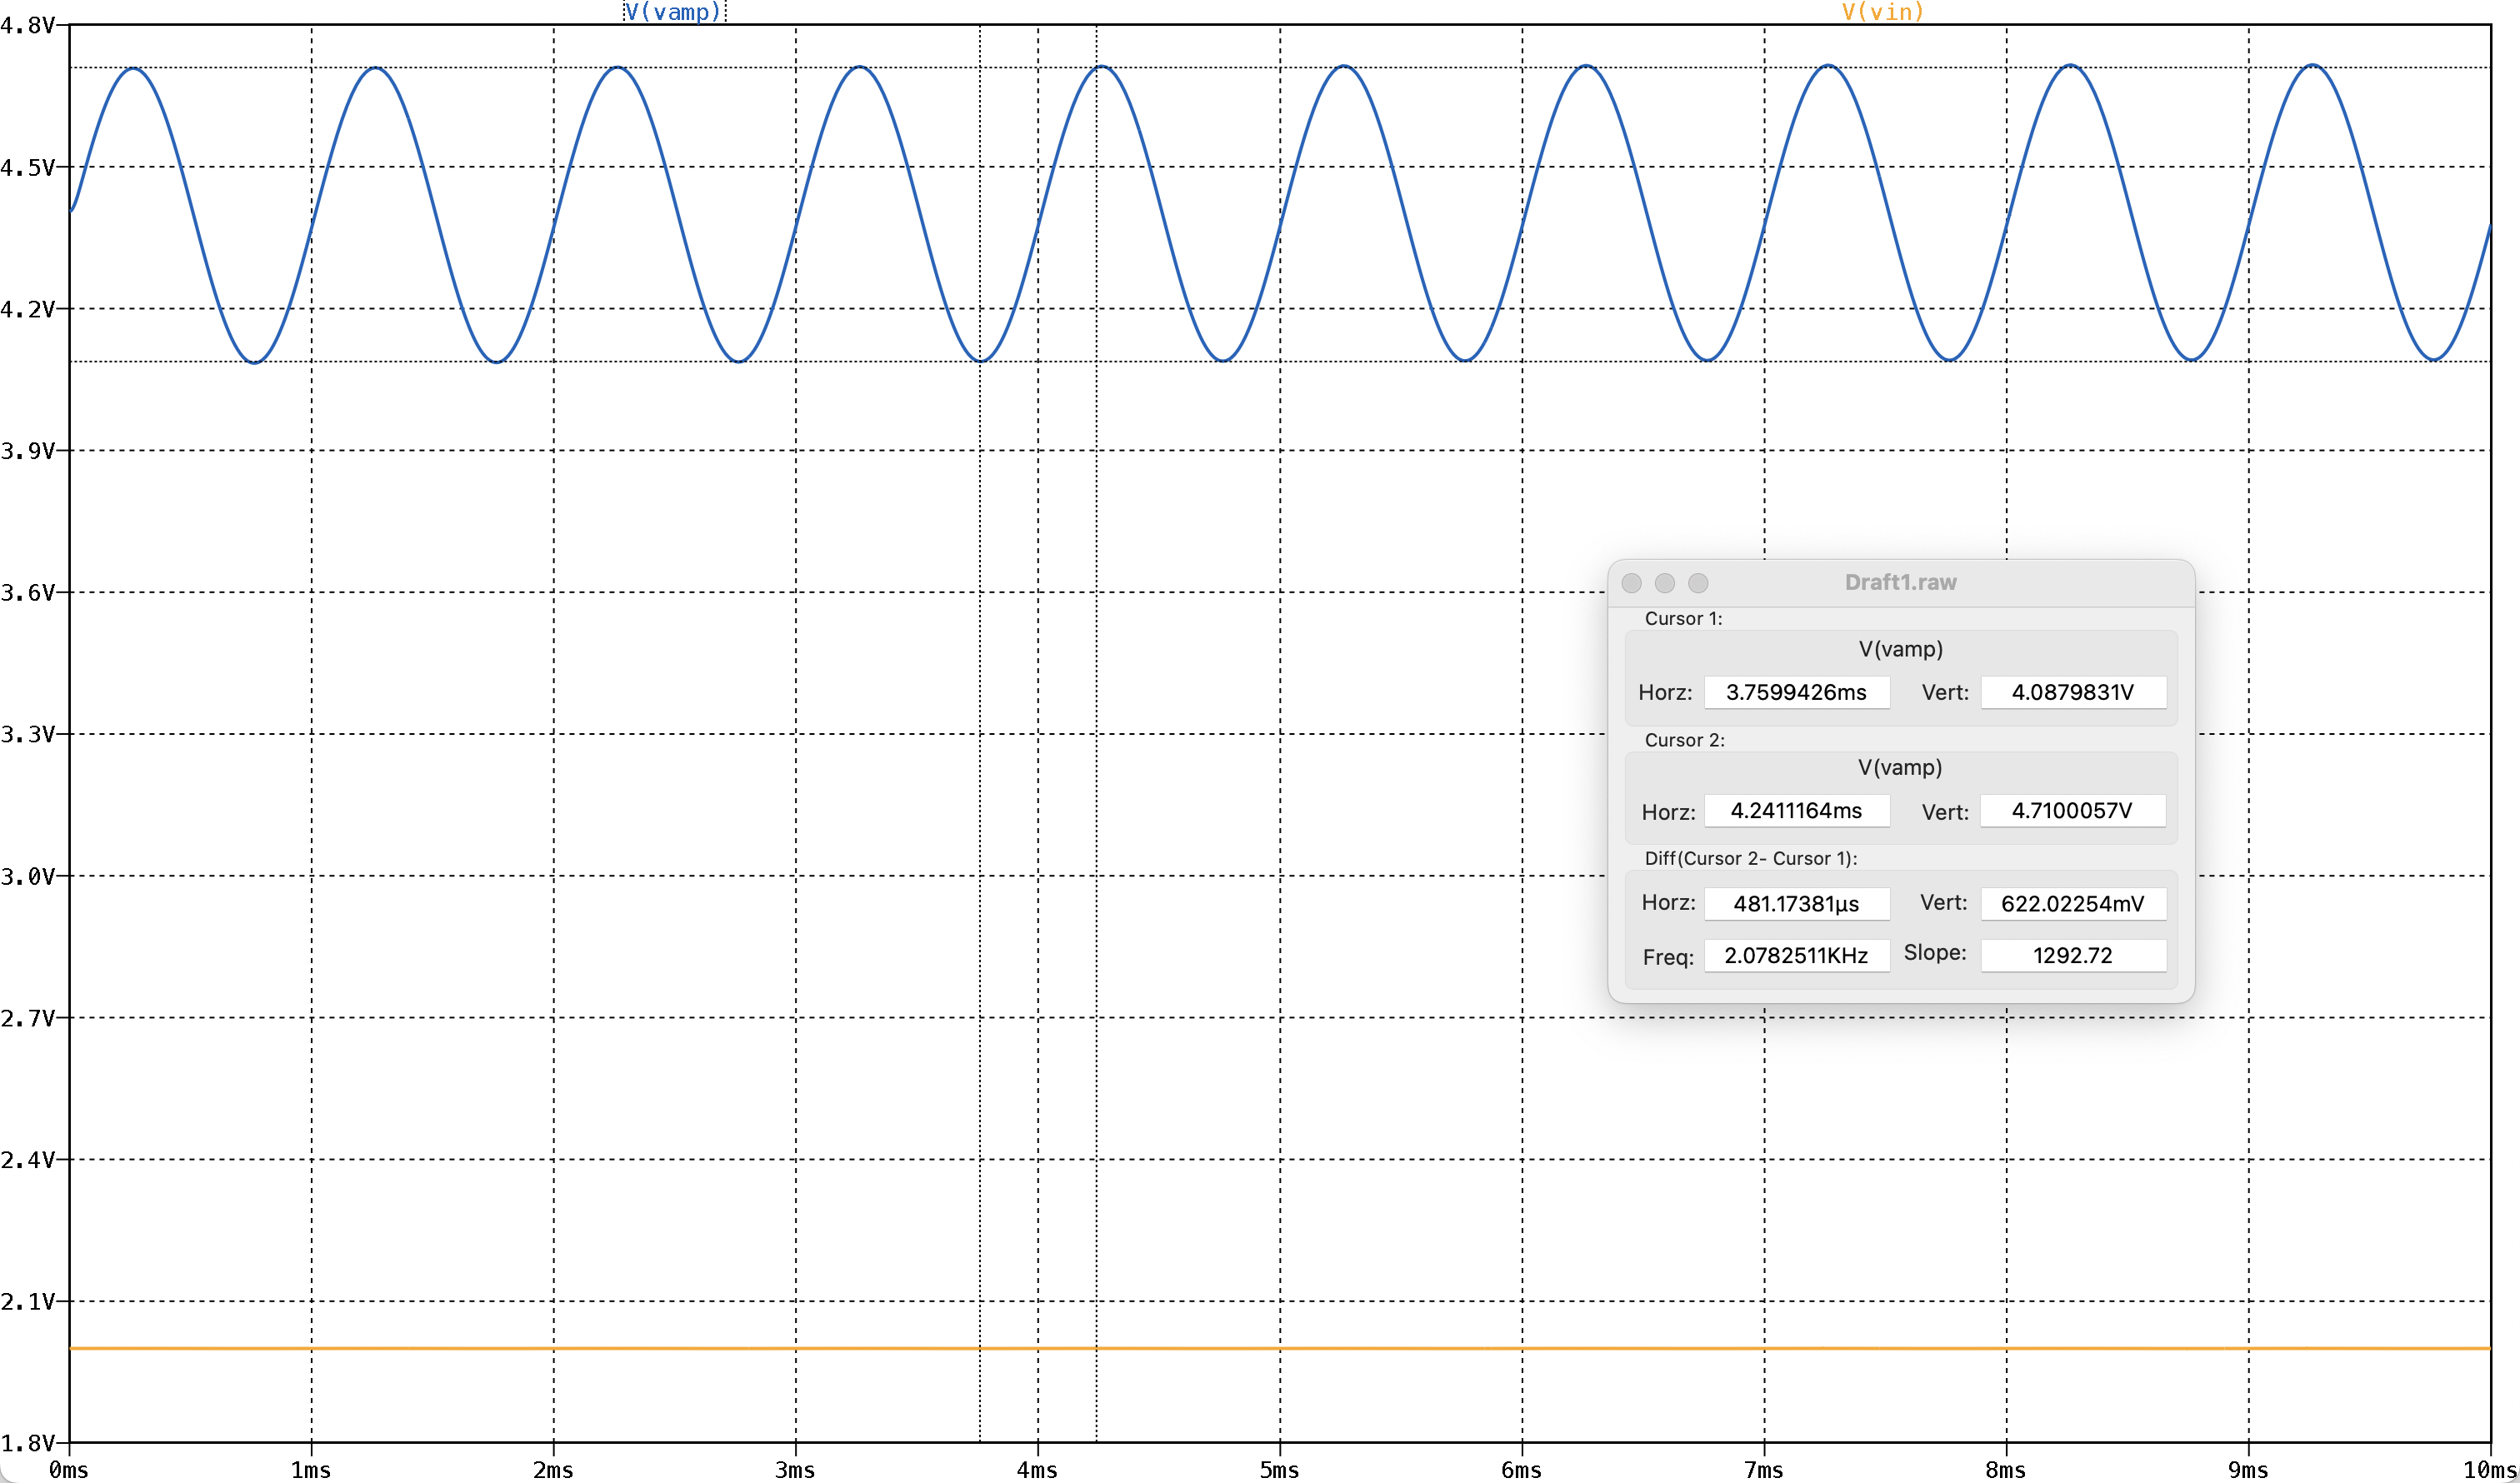 V(vamp) V(vin)
4.8V
4.5V
4.2V
3.9V
3.6V
3.3V
3.0V
2.7V
2.4V
2.1V
1.8V
0ms 1ms 2ms 3ms 4ms 5ms 6ms 7ms 8ms 9ms 10ms
Draft1.raw
Cursor 1:
V(vamp)
Horz: 3.7599426ms Vert: 4.0879831V
Cursor 2:
V(vamp)
Horz: 4.2411164ms Vert: 4.7100057V
Diff(Cursor 2- Cursor 1):
Horz: 481.17381µs Vert: 622.02254mV
Freq: 2.0782511KHz Slope: 1292.72